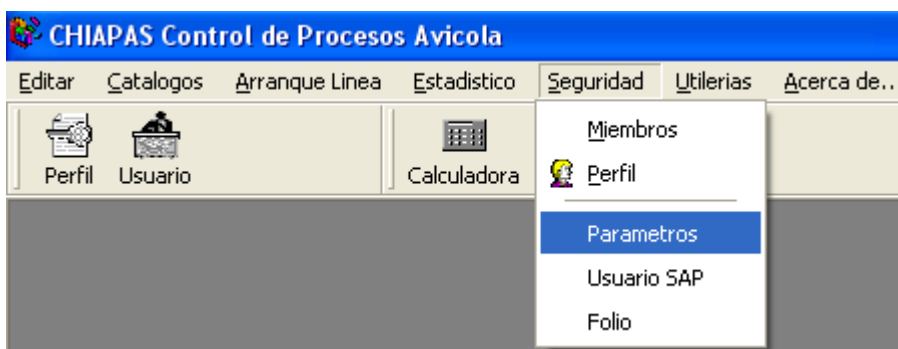 CHIAPAS Control de Procesos Avicola
Editar Catalogos Arranque Linea Estadistico Seguridad Utilerias Acerca de..
Perfil Usuario Calculadora
Miembros
Perfil
Parametros
Usuario SAP
Folio